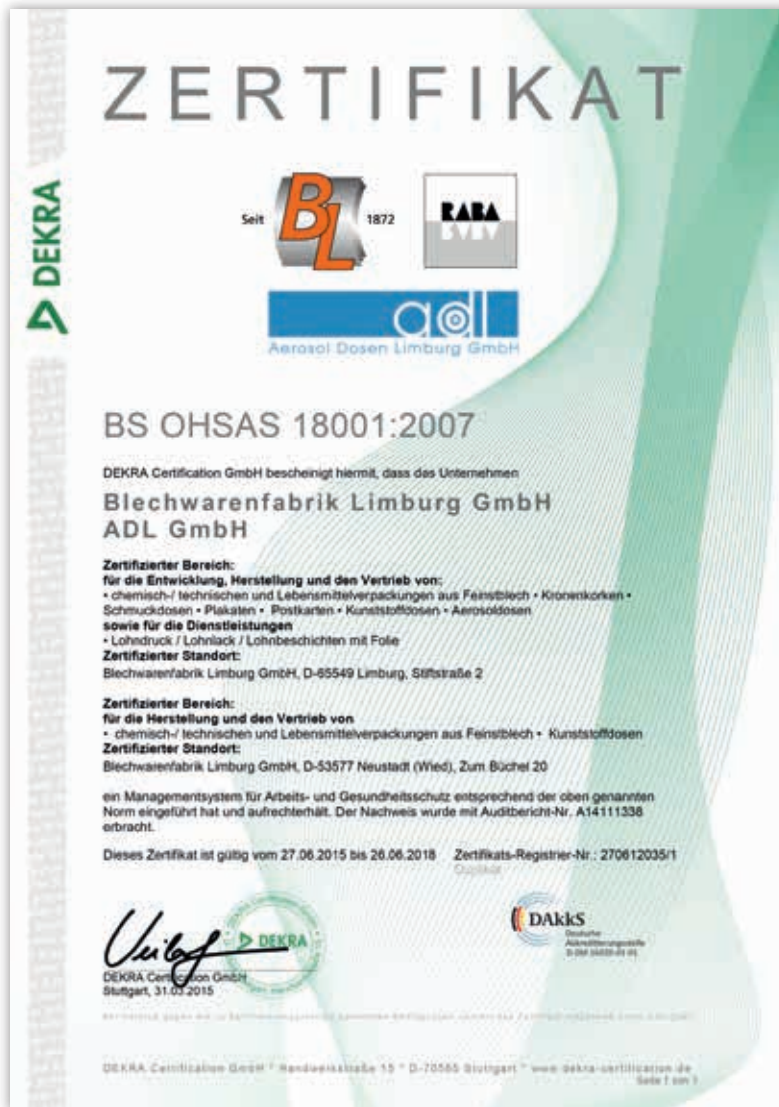 ZERTIFIKAT
DEKRA
Seit BL 1872
RABA
adl
Aerosol Dosen Limburg GmbH
BS OHSAS 18001:2007
DEKRA Certification GmbH bescheinigt hiermit, dass das Unternehmen
Blechwarenfabrik Limburg GmbH
ADL GmbH
Zertifizierter Bereich:
für die Entwicklung, Herstellung und den Vertrieb von:
• chemisch-/ technischen und Lebensmittelverpackungen aus Feinstblech • Kronenkorken •
Schmuckdosen • Plakaten • Postkarten • Kunststoffdosen • Aerosoldosen
sowie für die Dienstleistungen
• Lohndruck / Lohnlack / Lohnbeschichten mit Folie
Zertifizierter Standort:
Blechwarenfabrik Limburg GmbH, D-65549 Limburg, Stiftstraße 2
Zertifizierter Bereich:
für die Herstellung und den Vertrieb von
• chemisch-/ technischen und Lebensmittelverpackungen aus Feinstblech • Kunststoffdosen
Zertifizierter Standort:
Blechwarenfabrik Limburg GmbH, D-53577 Neustadt (Wied), Zum Büchel 20
ein Managementsystem für Arbeits- und Gesundheitsschutz entsprechend der oben genannten
Norm eingeführt hat und aufrechterhält. Der Nachweis wurde mit Auditbericht-Nr. A14111338
erbracht.
Dieses Zertifikat ist gültig vom 27.06.2015 bis 26.06.2018 Zertifikats-Registrier-Nr.: 270612035/1
Duplikat
DEKRA
DAkkS
Deutsche
Akkreditierungsstelle
DEKRA Certification GmbH
Stuttgart, 31.03.2015
DEKRA Certification GmbH * Handwerkstraße 15 * D-70565 Stuttgart * www.dekra-certification.de
Seite 1 von 1